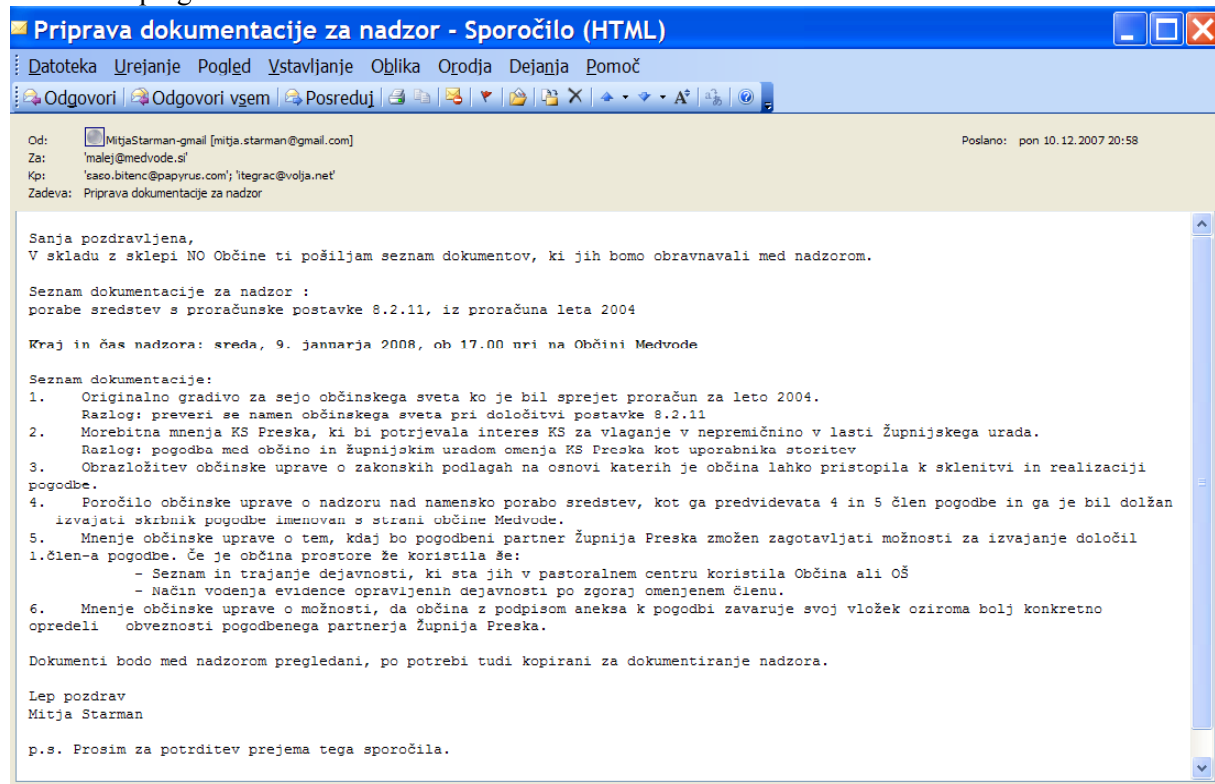 Priprava dokumentacije za nadzor - Sporočilo (HTML)
Datoteka Urejanje Pogled Vstavljanje Oblika Orodja Dejanja Pomoč
Odgovori Odgovori vsem Posreduj
Od: MitjaStarman-gmail [mitja.starman@gmail.com] Poslano: pon 10.12.2007 20:58
Za: 'malej@medvode.si'
Kp: 'saso.bitenc@papyrus.com'; 'itegrac@volja.net'
Zadeva: Priprava dokumentacije za nadzor
Sanja pozdravljena,
V skladu z sklepi NO Občine ti pošiljam seznam dokumentov, ki jih bomo obravnavali med nadzorom.
Seznam dokumentacije za nadzor :
porabe sredstev s proračunske postavke 8.2.11, iz proračuna leta 2004
Kraj in čas nadzora: sreda, 9. januarja 2008, ob 17.00 uri na Občini Medvode
Seznam dokumentacije:
1. Originalno gradivo za sejo občinskega sveta ko je bil sprejet proračun za leto 2004.
Razlog: preveri se namen občinskega sveta pri določitvi postavke 8.2.11
2. Morebitna mnenja KS Preska, ki bi potrjevala interes KS za vlaganje v nepremičnino v lasti Župnijskega urada.
Razlog: pogodba med občino in župnijskim uradom omenja KS Preska kot uporabnika storitev
3. Obrazložitev občinske uprave o zakonskih podlagah na osnovi katerih je občina lahko pristopila k sklenitvi in realizaciji
pogodbe.
4. Poročilo občinske uprave o nadzoru nad namensko porabo sredstev, kot ga predvidevata 4 in 5 člen pogodbe in ga je bil dolžan
izvajati skrbnik pogodbe imenovan s strani občine Medvode.
5. Mnenje občinske uprave o tem, kdaj bo pogodbeni partner Župnija Preska zmožen zagotavljati možnosti za izvajanje določil
1.člen-a pogodbe. Če je občina prostore že koristila še:
- Seznam in trajanje dejavnosti, ki sta jih v pastoralnem centru koristila Občina ali OŠ
- Način vodenja evidence opravljenih dejavnosti po zgoraj omenjenem členu.
6. Mnenje občinske uprave o možnosti, da občina z podpisom aneksa k pogodbi zavaruje svoj vložek oziroma bolj konkretno
opredeli obveznosti pogodbenega partnerja Župnija Preska.
Dokumenti bodo med nadzorom pregledani, po potrebi tudi kopirani za dokumentiranje nadzora.
Lep pozdrav
Mitja Starman
p.s. Prosim za potrditev prejema tega sporočila.